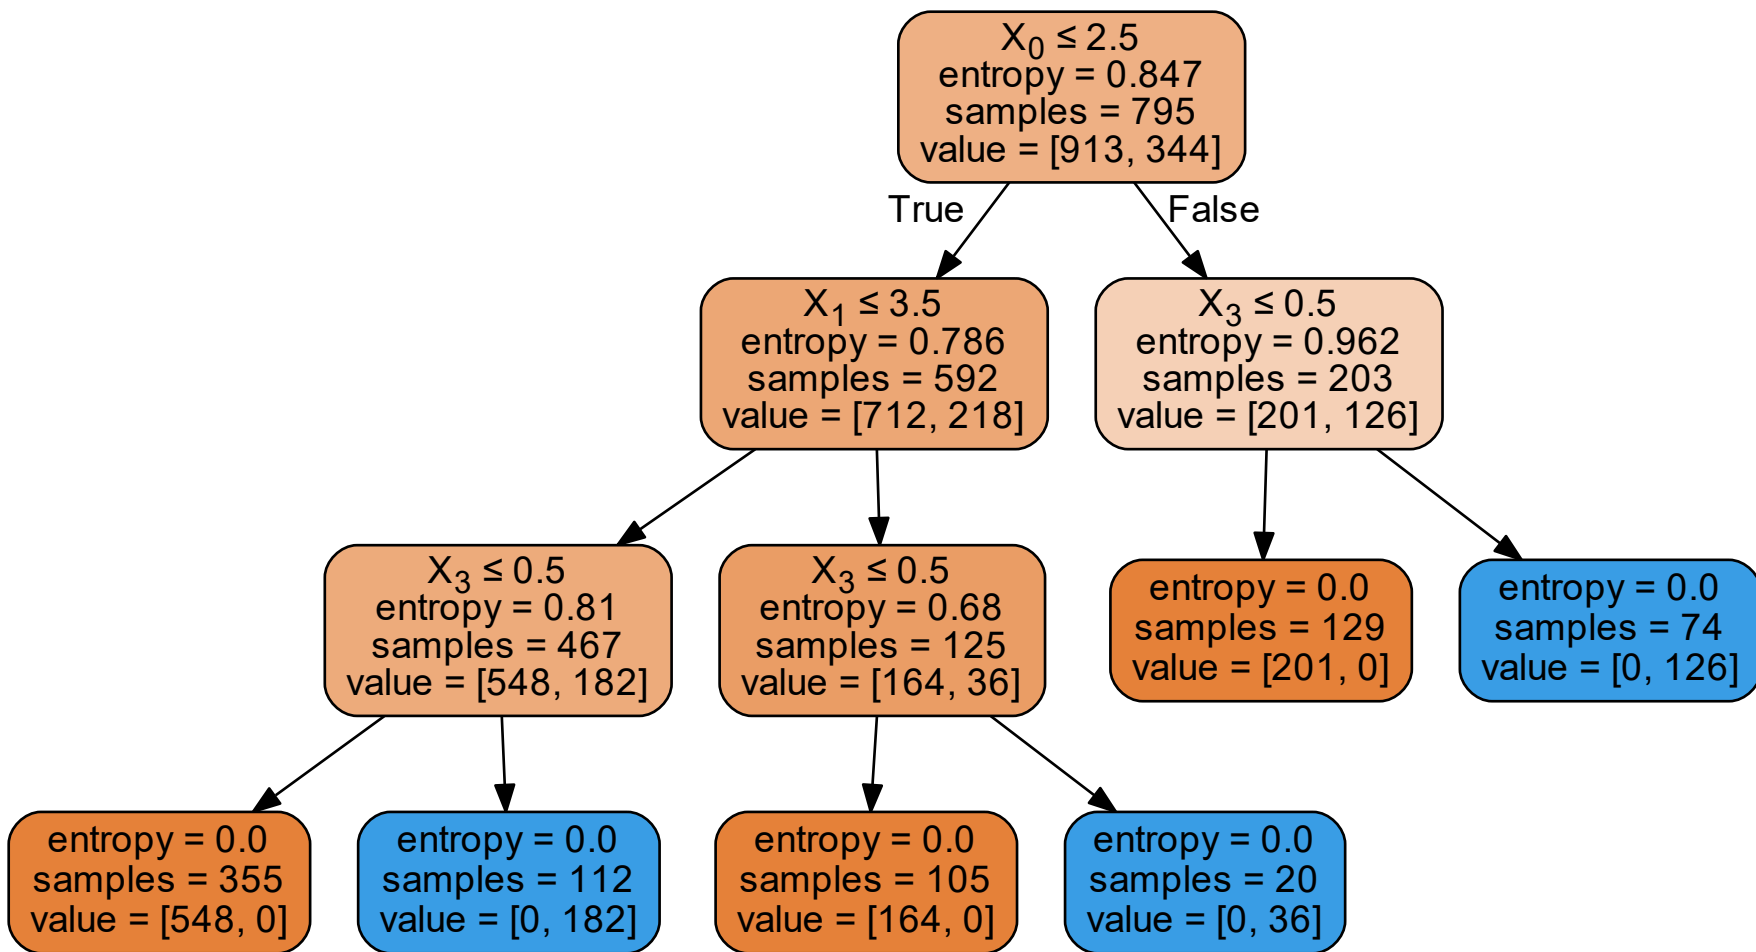 X₀ ≤ 2.5
entropy = 0.847
samples = 795
value = [913, 344]
True
False
X₁ ≤ 3.5
entropy = 0.786
samples = 592
value = [712, 218]
X₃ ≤ 0.5
entropy = 0.962
samples = 203
value = [201, 126]
X₃ ≤ 0.5
entropy = 0.81
samples = 467
value = [548, 182]
X₃ ≤ 0.5
entropy = 0.68
samples = 125
value = [164, 36]
entropy = 0.0
samples = 129
value = [201, 0]
entropy = 0.0
samples = 74
value = [0, 126]
entropy = 0.0
samples = 355
value = [548, 0]
entropy = 0.0
samples = 112
value = [0, 182]
entropy = 0.0
samples = 105
value = [164, 0]
entropy = 0.0
samples = 20
value = [0, 36]